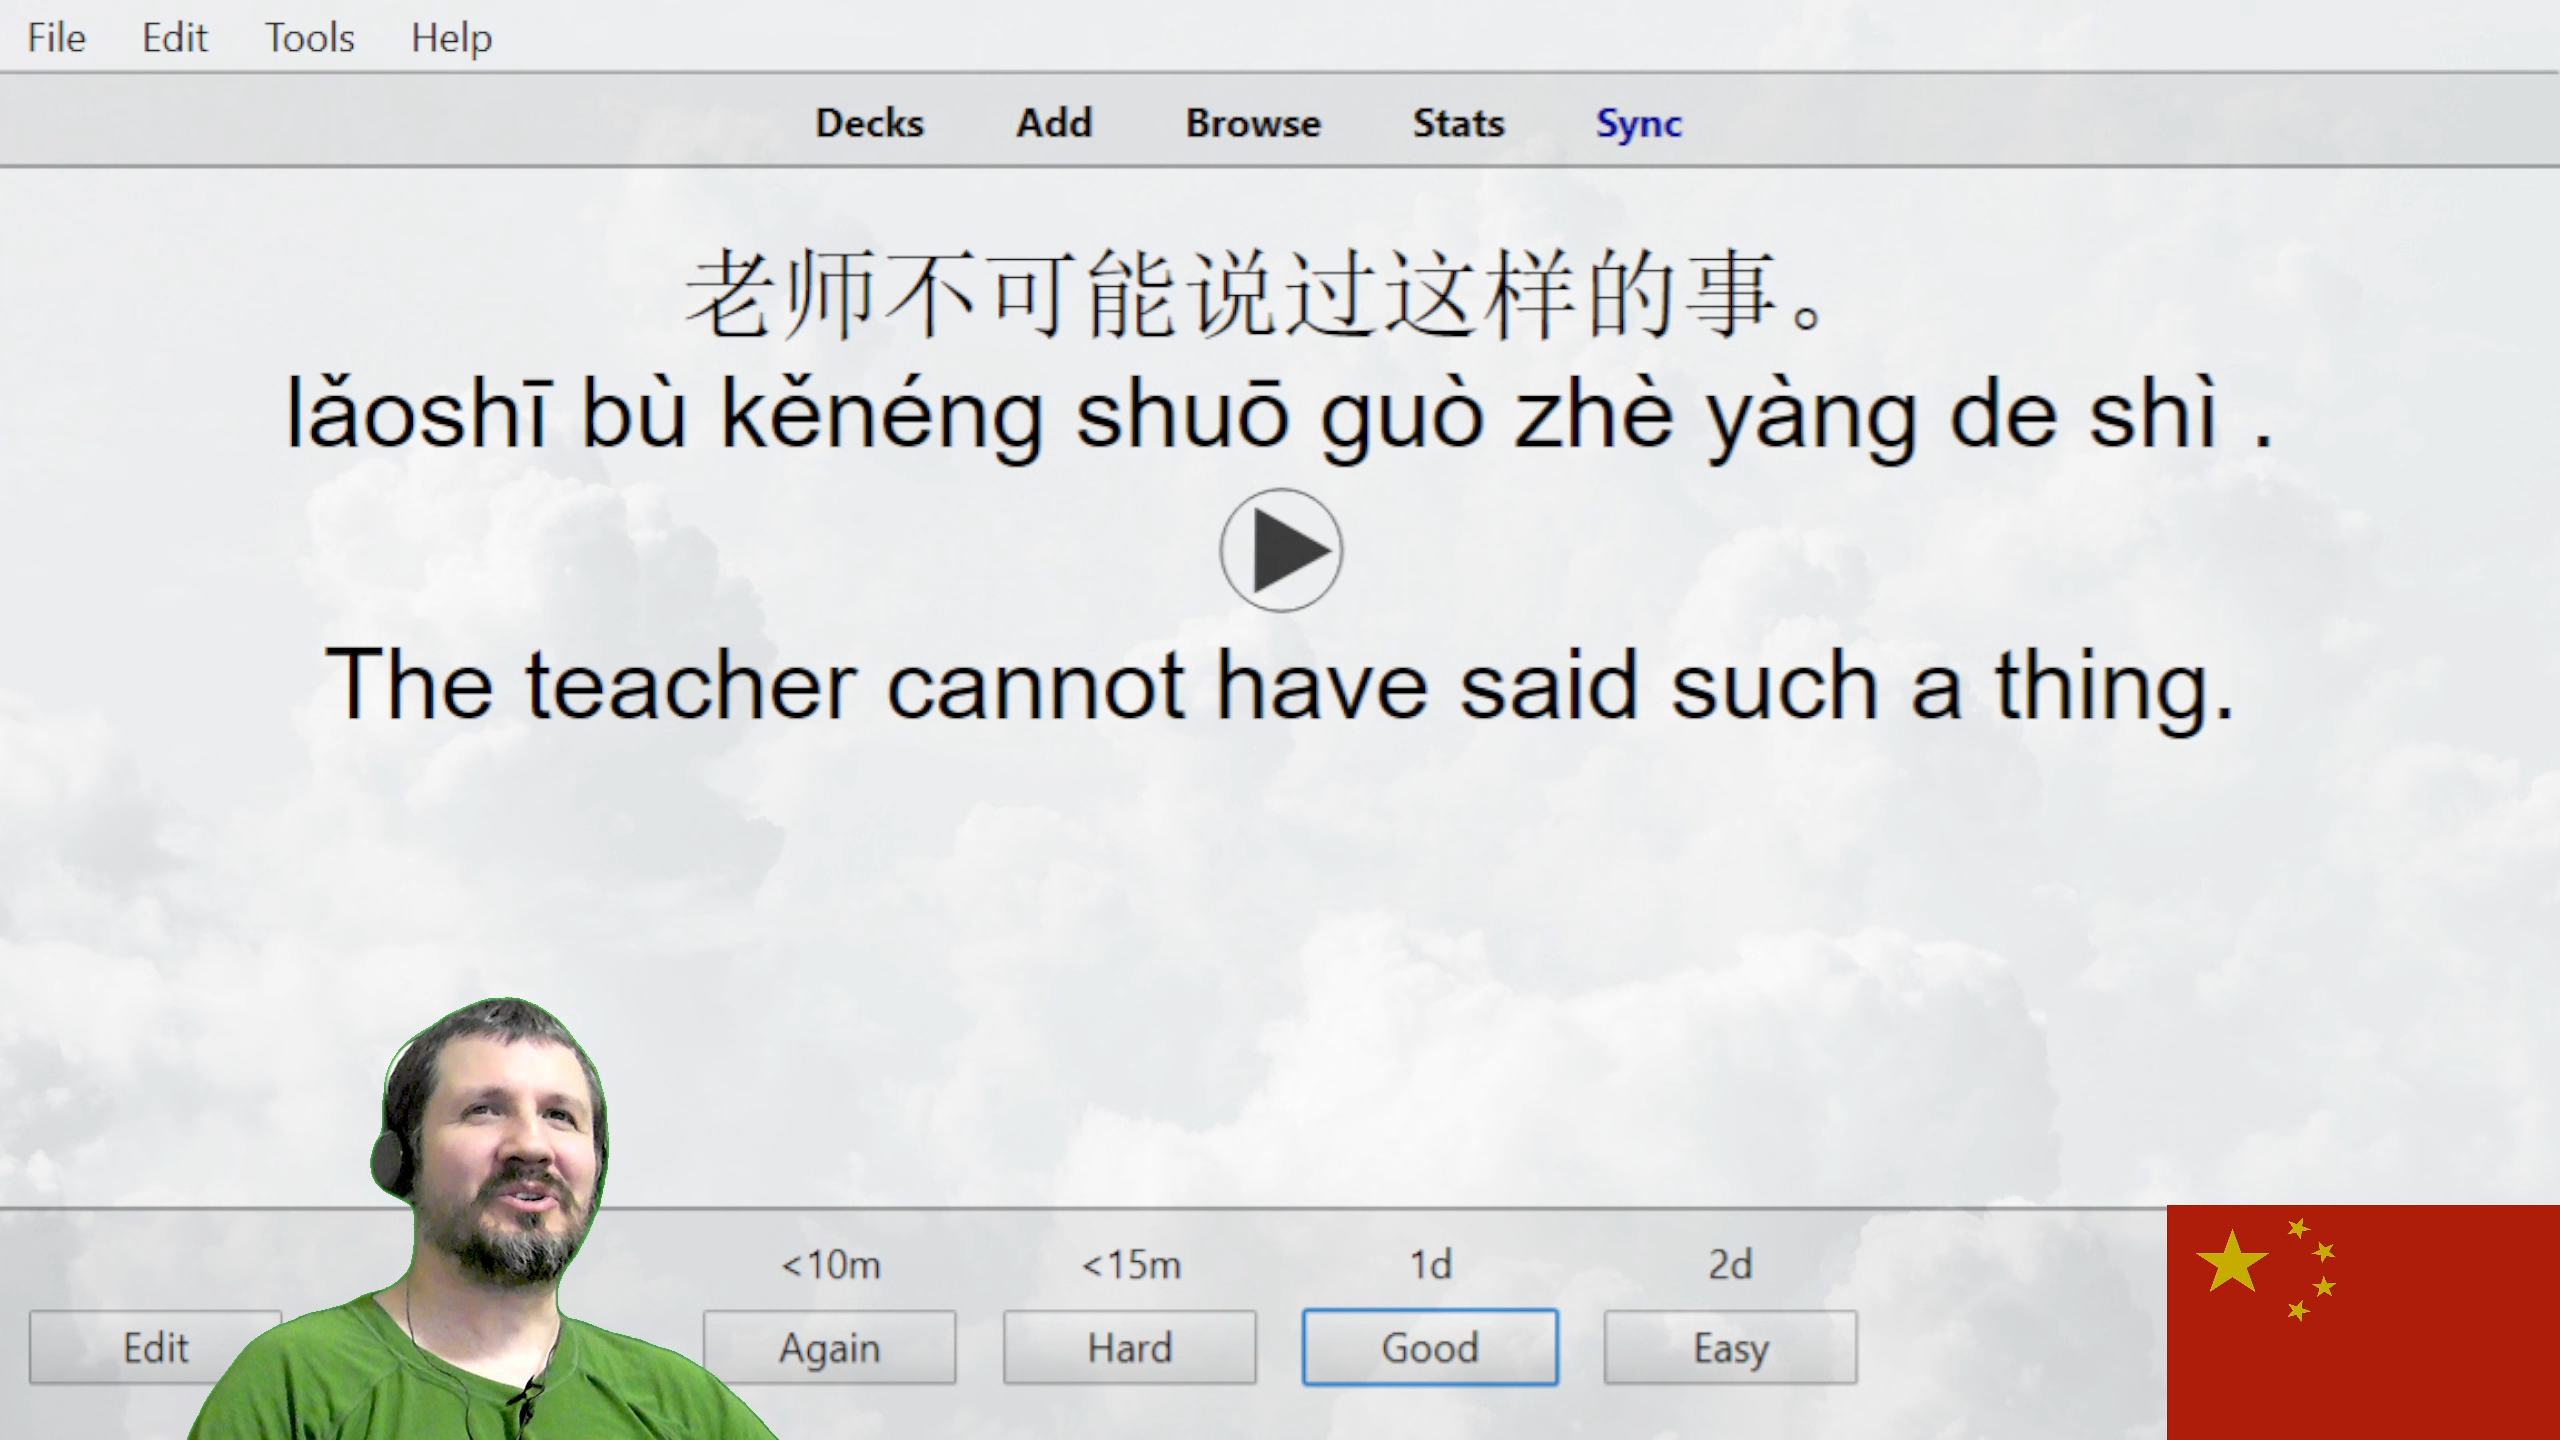 File Edit Tools Help
Decks Add Browse Stats Sync
老师不可能说过这样的事。
lǎoshī bù kěnéng shuō guò zhè yàng de shì .
The teacher cannot have said such a thing.
<10m <15m 1d 2d
Edit Again Hard Good Easy